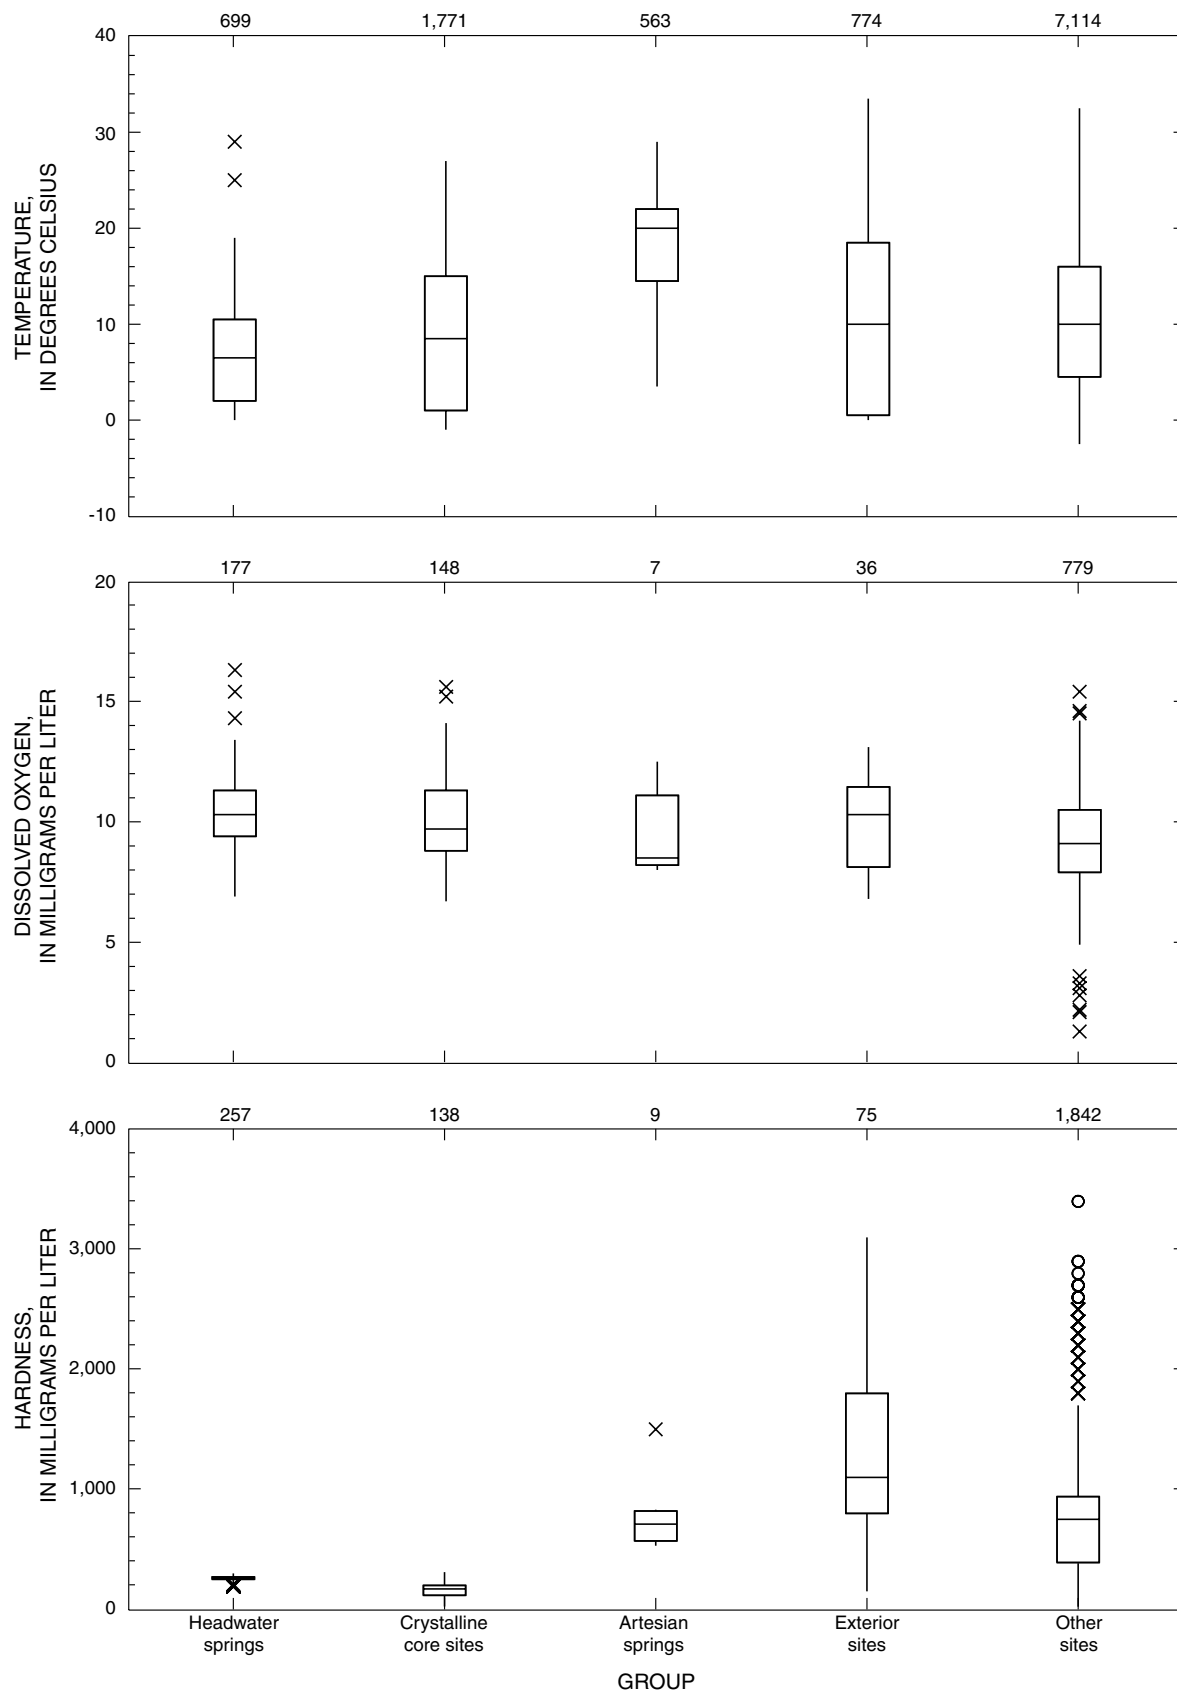 699 1,771 563 774 7,114
40
30
20
10
0
-10
TEMPERATURE,
IN DEGREES CELSIUS
177 148 7 36 779
20
15
10
5
0
DISSOLVED OXYGEN,
IN MILLIGRAMS PER LITER
257 138 9 75 1,842
4,000
3,000
2,000
1,000
0
HARDNESS,
IN MILLIGRAMS PER LITER
Headwater
springs
Crystalline
core sites
Artesian
springs
Exterior
sites
Other
sites
GROUP